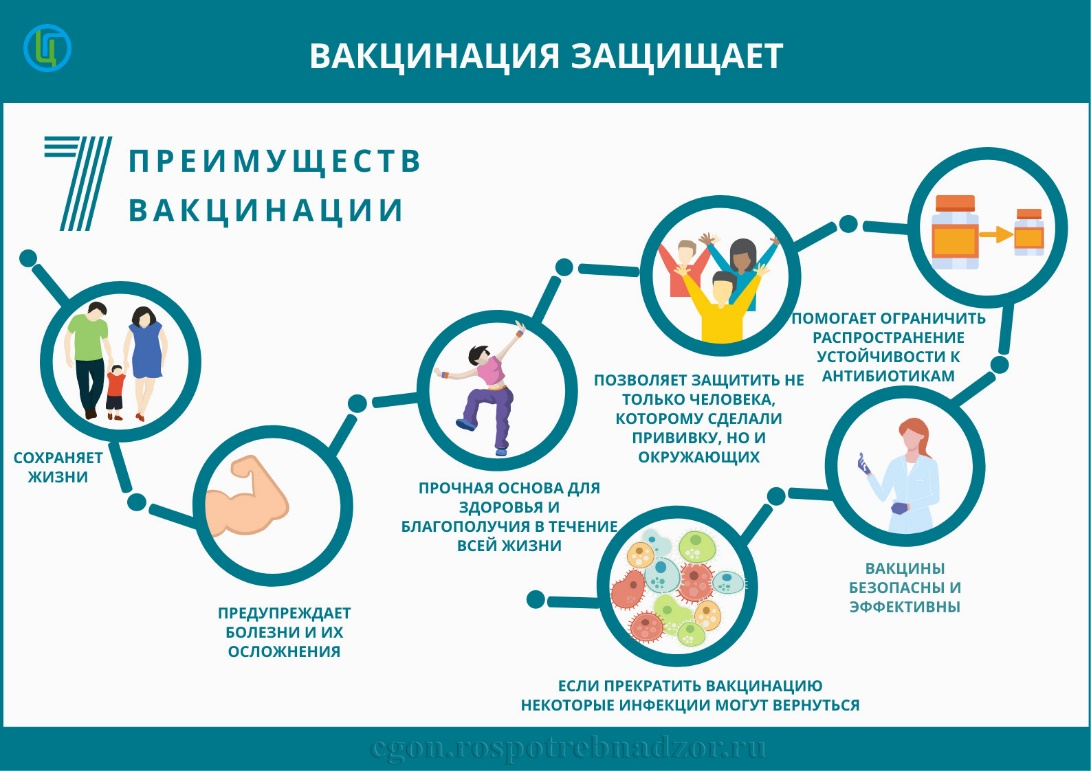 ВАКЦИНАЦИЯ ЗАЩИЩАЕТ
7 ПРЕИМУЩЕСТВ
ВАКЦИНАЦИИ
СОХРАНЯЕТ
ЖИЗНИ
ПРЕДУПРЕЖДАЕТ
БОЛЕЗНИ И ИХ
ОСЛОЖНЕНИЯ
ПРОЧНАЯ ОСНОВА ДЛЯ
ЗДОРОВЬЯ И
БЛАГОПОЛУЧИЯ В ТЕЧЕНИЕ
ВСЕЙ ЖИЗНИ
ПОЗВОЛЯЕТ ЗАЩИТИТЬ НЕ
ТОЛЬКО ЧЕЛОВЕКА,
КОТОРОМУ СДЕЛАЛИ
ПРИВИВКУ, НО И
ОКРУЖАЮЩИХ
ПОМОГАЕТ ОГРАНИЧИТЬ
РАСПРОСТРАНЕНИЕ
УСТОЙЧИВОСТИ К
АНТИБИОТИКАМ
ВАКЦИНЫ
БЕЗОПАСНЫ И
ЭФФЕКТИВНЫ
ЕСЛИ ПРЕКРАТИТЬ ВАКЦИНАЦИЮ
НЕКОТОРЫЕ ИНФЕКЦИИ МОГУТ ВЕРНУТЬСЯ
cgon.rospotrebnadzor.ru